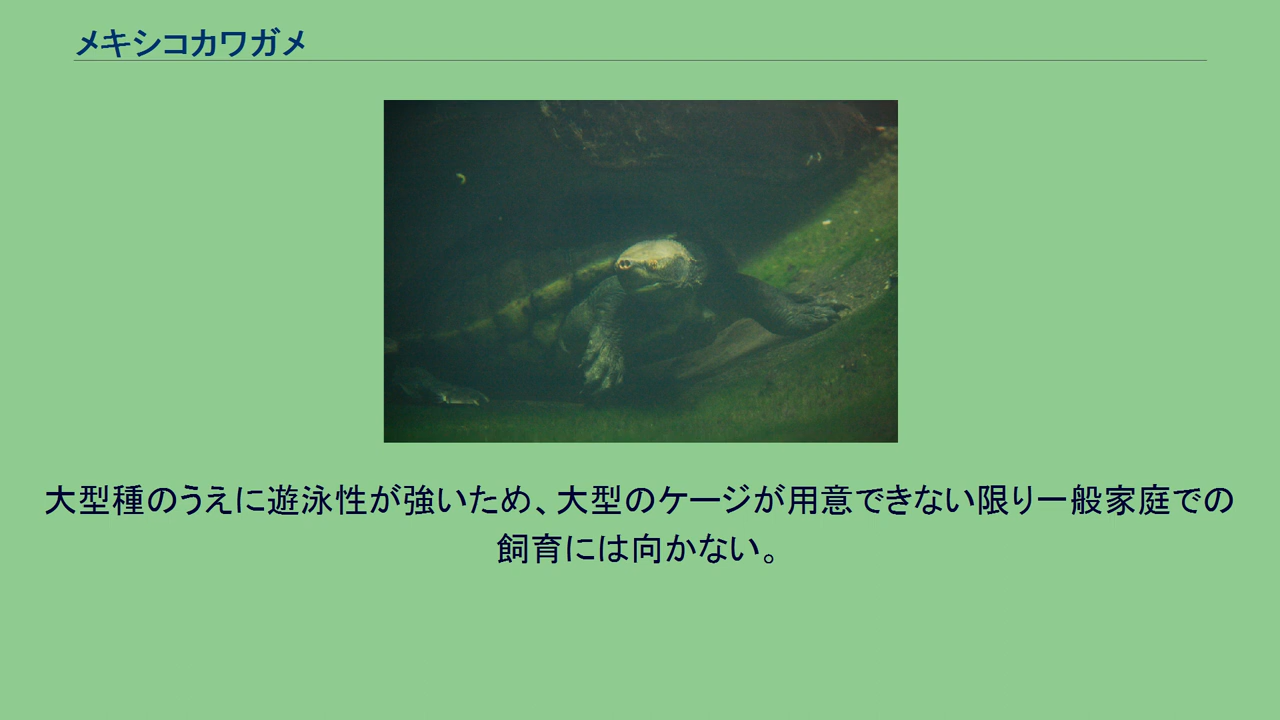 メキシコカワガメ
大型種のうえに遊泳性が強いため、大型のケージが用意できない限り一般家庭での
飼育には向かない。